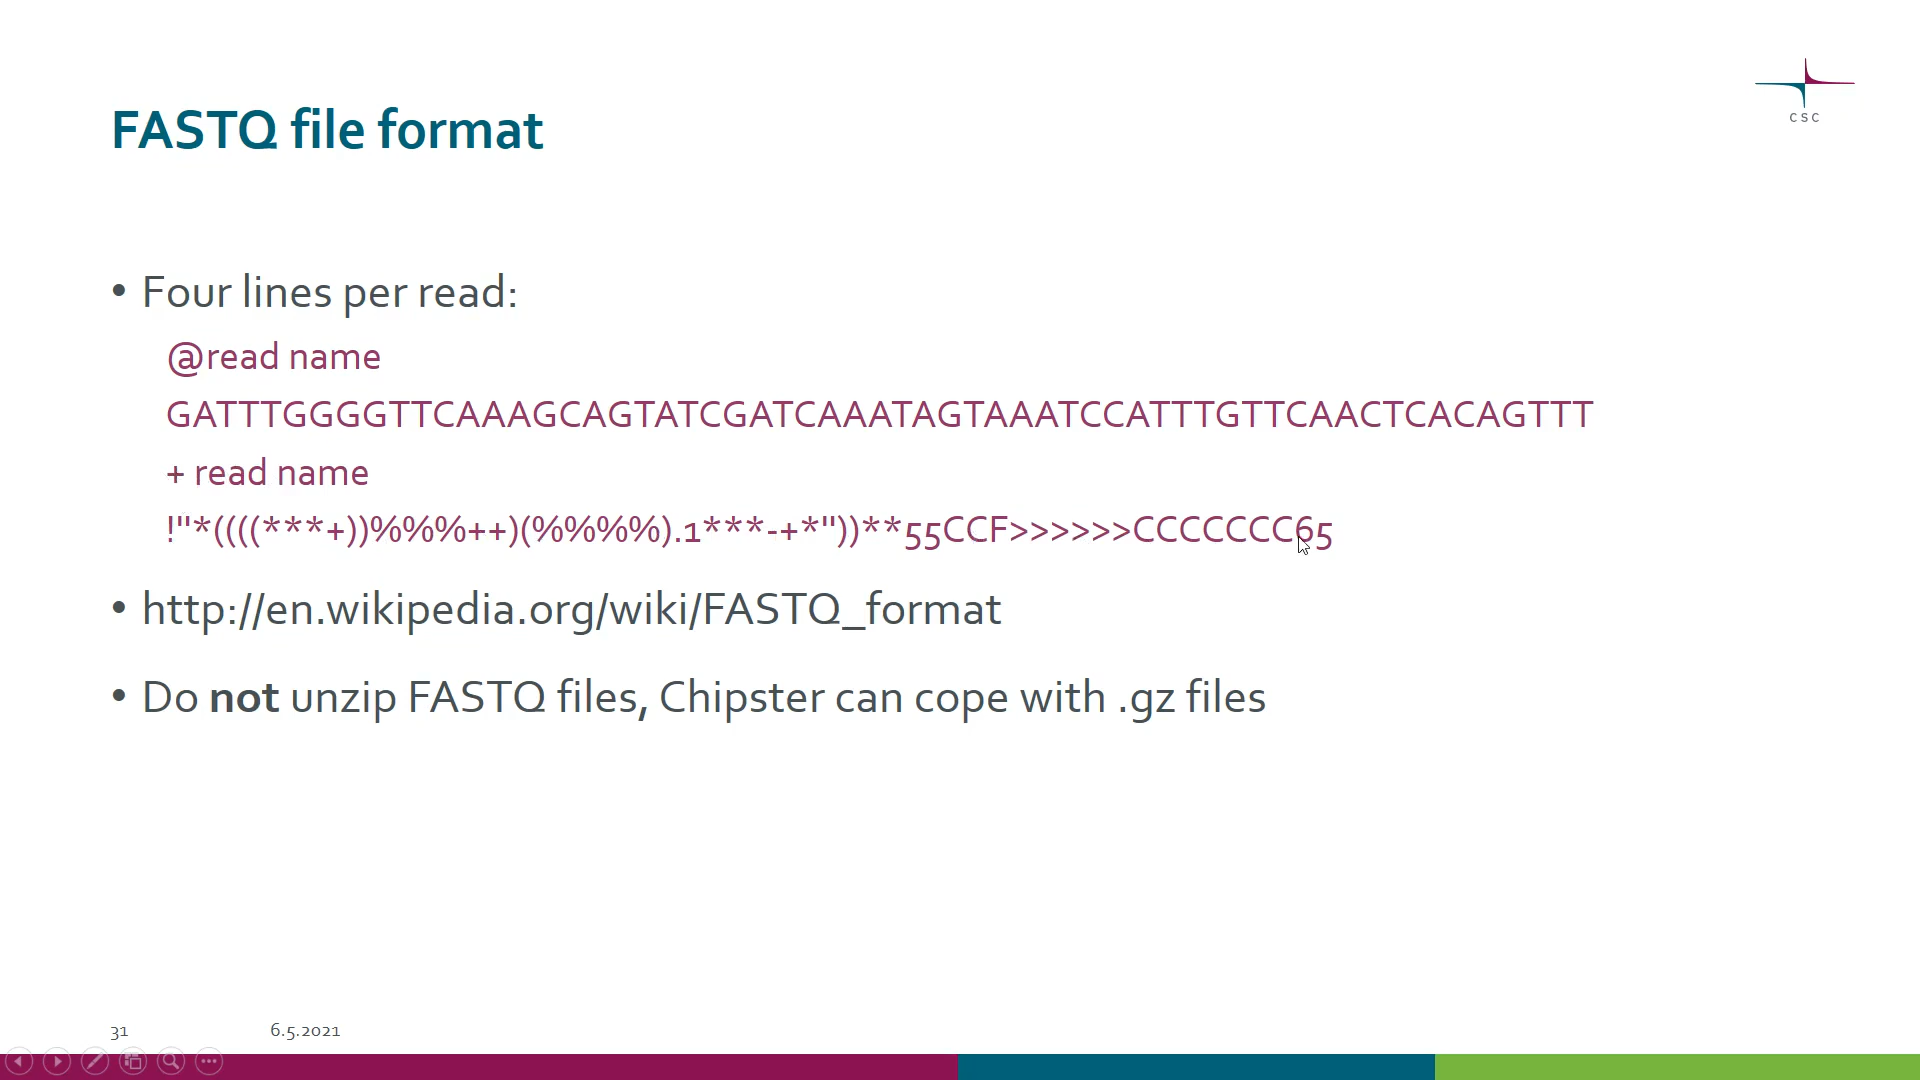 CSC
FASTQ file format
• Four lines per read:
@read name
GATTTGGGGTTCAAAGCAGTATCGATCAAATAGTAAATCCATTTGTTCAACTCACAGTTT
+ read name
!"*((((***+))%%%++)(%%%%).1***-+*"))**55CCF>>>>>>CCCCCCC65
• http://en.wikipedia.org/wiki/FASTQ_format
• Do not unzip FASTQ files, Chipster can cope with .gz files
31 6.5.2021